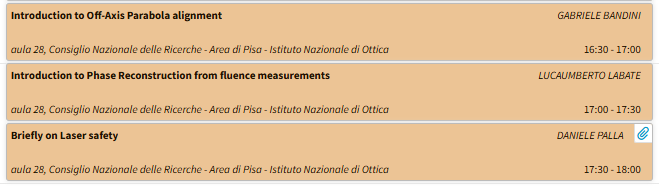 Introduction to Off-Axis Parabola alignment GABRIELE BANDINI
aula 28, Consiglio Nazionale delle Ricerche - Area di Pisa - Istituto Nazionale di Ottica 16:30 - 17:00
Introduction to Phase Reconstruction from fluence measurements LUCAUMBERTO LABATE
aula 28, Consiglio Nazionale delle Ricerche - Area di Pisa - Istituto Nazionale di Ottica 17:00 - 17:30
Briefly on Laser safety DANIELE PALLA
aula 28, Consiglio Nazionale delle Ricerche - Area di Pisa - Istituto Nazionale di Ottica 17:30 - 18:00